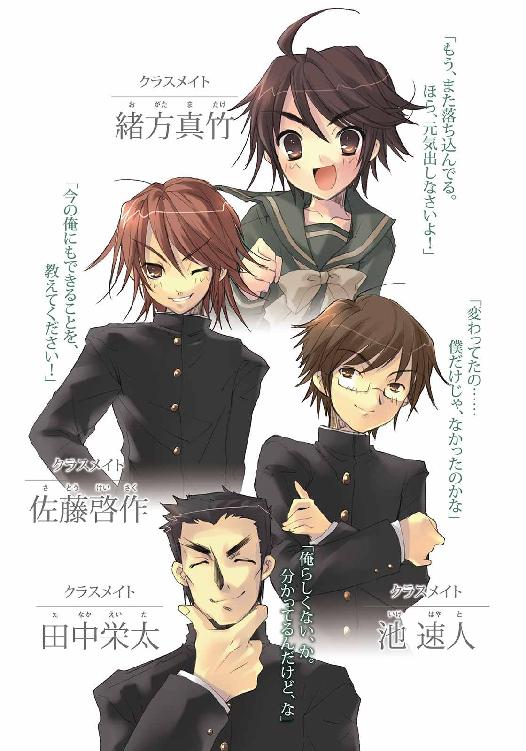 クラスメイト
おがたまたけ
緒方真竹
「もう、また落ち込んでる。
ほら、元気出しなさいよ！」
「今の俺にもできることを、
教えてください！」
クラスメイト
さとうけいさく
佐藤啓作
「変わってたの……
僕だけじゃ、なかったのかな」
クラスメイト
いけはやと
池 速人
「俺らしくない、か。
分かってるんだけど、な」
クラスメイト
たなかえいた
田中栄太